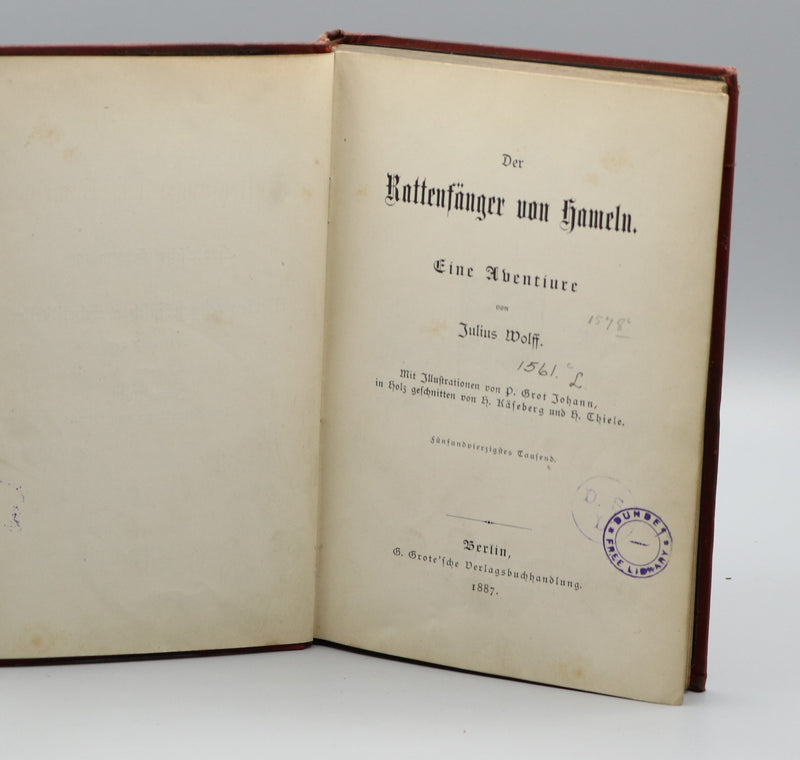 Der
Rattenfänger von Hameln.
Eine Aventiure
von
1578
Julius Wolff.
1561. L.
Mit Illustrationen von P. Grot Johann,
in Holz geschnitten von H. Käseberg und H. Thiele.
Fünfundvierzigstes Tausend.
D.
DUNDEE
FREE LIBRARY
Berlin,
G. Grote'sche Verlagsbuchhandlung.
1887.